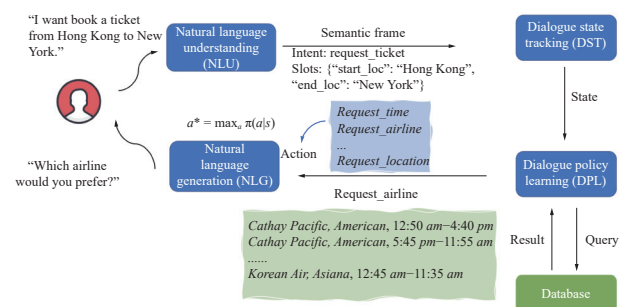 “I want book a ticket
from Hong Kong to New
York.”
Natural language
understanding
(NLU)
Semantic frame
Intent: request_ticket
Slots: {“start_loc”: “Hong Kong”,
“end_loc”: “New York”}
Dialogue state
tracking (DST)
State
a* = maxₐ π(a|s)
Request_time
Request_airline
...
Request_location
Action
“Which airline
would you prefer?”
Natural
language
generation (NLG)
Request_airline
Dialogue policy
learning (DPL)
Cathay Pacific, American, 12:50 am−4:40 pm
Cathay Pacific, American, 5:45 pm−11:55 am
......
Korean Air, Asiana, 12:45 am−11:35 am
Result
Query
Database